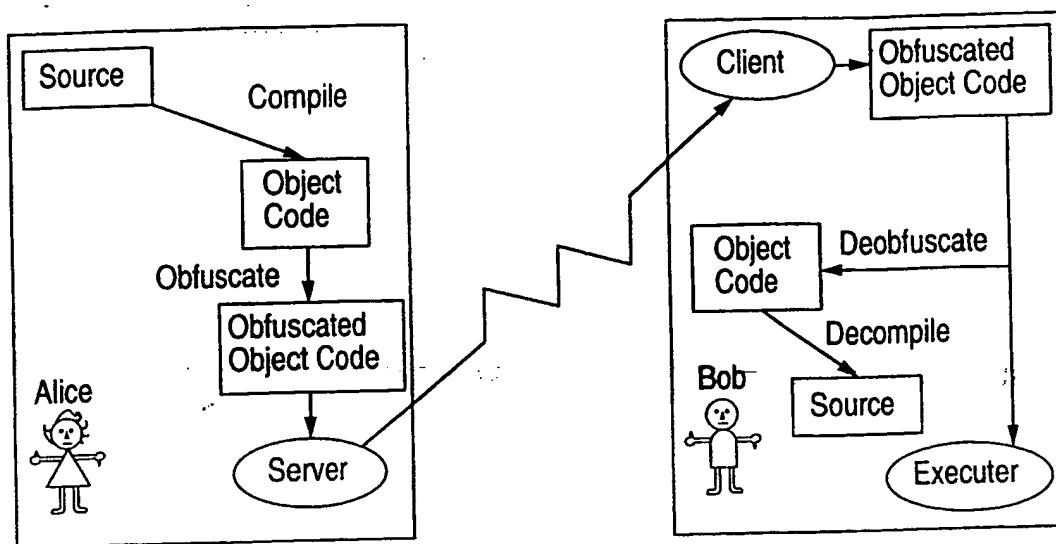 Source
Compile
Object
Code
Obfuscate
Obfuscated
Object Code
Alice
Server
Client
Obfuscated
Object Code
Object
Code
Deobfuscate
Decompile
Bob
Source
Executer